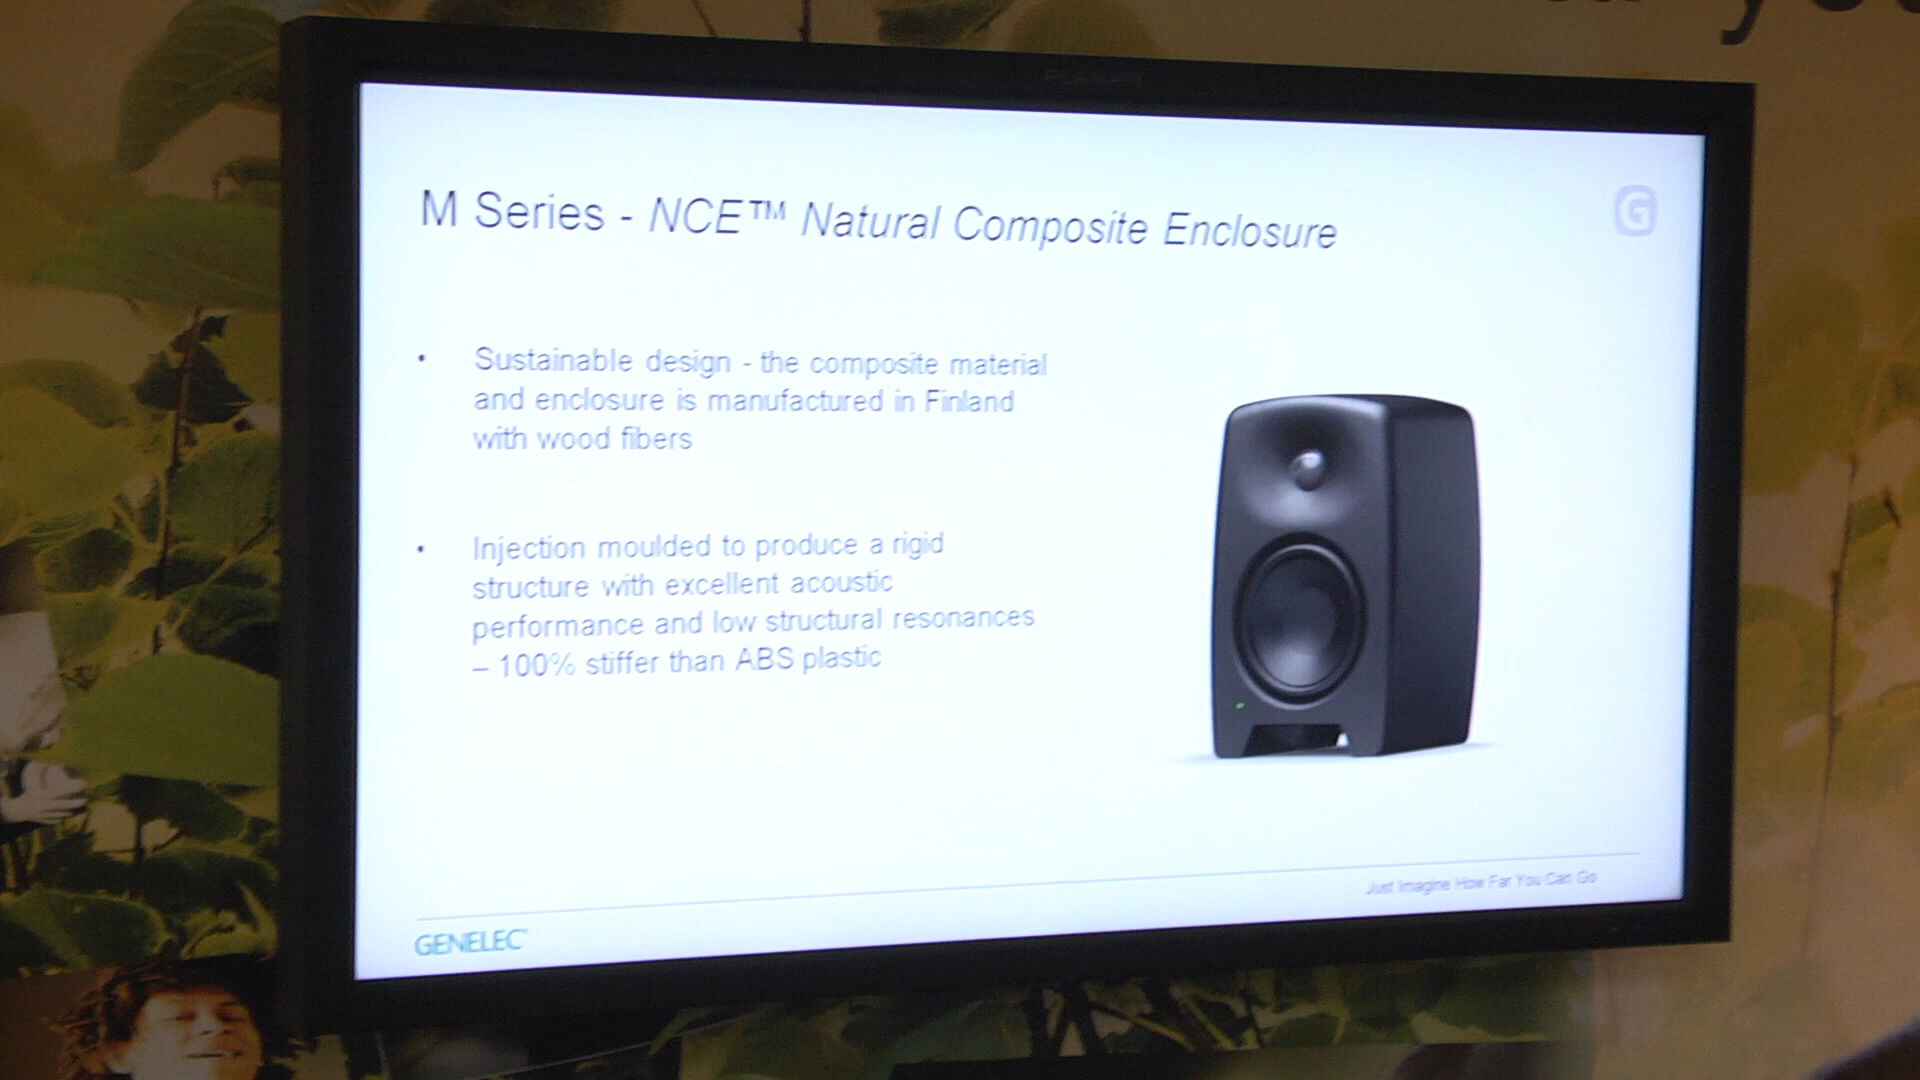 M Series - NCE™ Natural Composite Enclosure
G
• Sustainable design - the composite material
and enclosure is manufactured in Finland
with wood fibers
• Injection moulded to produce a rigid
structure with excellent acoustic
performance and low structural resonances
– 100% stiffer than ABS plastic
Just Imagine How Far You Can Go
GENELEC®